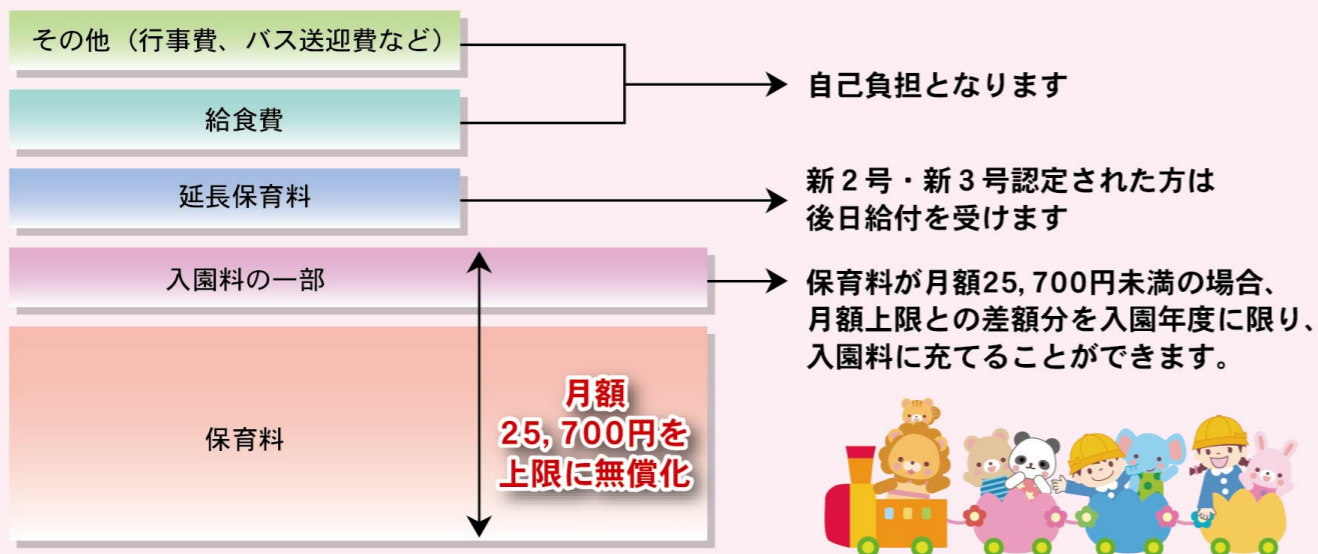 その他（行事費、バス送迎費など）
給食費
自己負担となります
延長保育料
新２号・新３号認定された方は
後日給付を受けます
入園料の一部
保育料が月額25,700円未満の場合、
月額上限との差額分を入園年度に限り、
入園料に充てることができます。
保育料
月額
25,700円を
上限に無償化